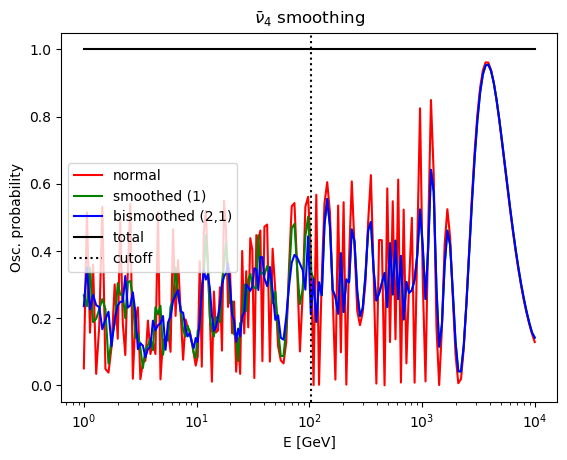 ν̄₄ smoothing
Osc. probability
1.0
0.8
0.6
0.4
0.2
0.0
normal
smoothed (1)
bismoothed (2,1)
total
cutoff
10⁰ 10¹ 10² 10³ 10⁴
E [GeV]